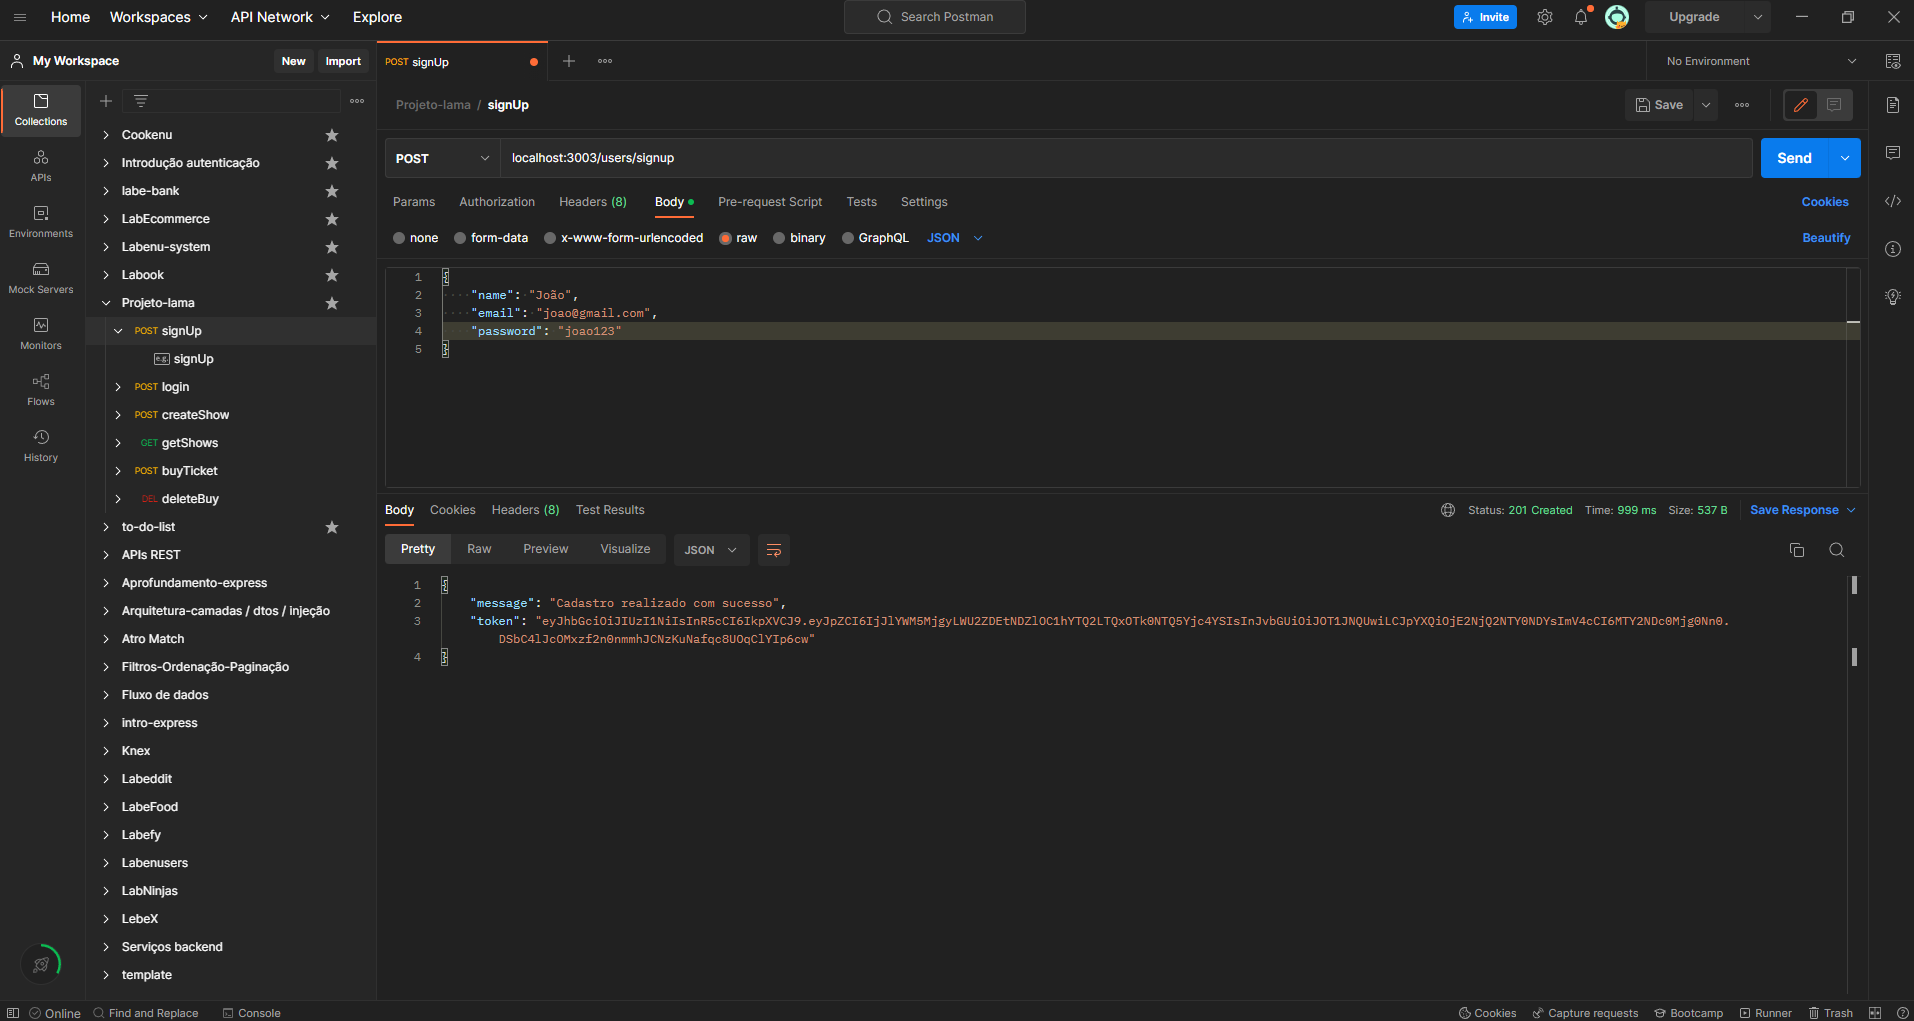 Home Workspaces API Network Explore Search Postman Invite Upgrade
My Workspace New Import
POST signUp No Environment
Collections
APIs
Environments
Mock Servers
Monitors
Flows
History
Cookenu
Introdução autenticação
labe-bank
LabEcommerce
Labenu-system
Labook
Projeto-lama
POST signUp
e.g. signUp
POST login
POST createShow
GET getShows
POST buyTicket
DEL deleteBuy
to-do-list
APIs REST
Aprofundamento-express
Arquitetura-camadas / dtos / injeção
Atro Match
Filtros-Ordenação-Paginação
Fluxo de dados
intro-express
Knex
Labeddit
LabeFood
Labefy
Labenusers
LabNinjas
LebeX
Serviços backend
template
Projeto-lama / signUp Save
POST localhost:3003/users/signup Send
Params Authorization Headers (8) Body Pre-request Script Tests Settings Cookies
none form-data x-www-form-urlencoded raw binary GraphQL JSON Beautify
1 {
2 "name": "João",
3 "email": "joao@gmail.com",
4 "password": "joao123"
5 }
Body Cookies Headers (8) Test Results Status: 201 Created Time: 999 ms Size: 537 B Save Response
Pretty Raw Preview Visualize JSON
1 {
2 "message": "Cadastro realizado com sucesso",
3 "token":
4 }
Online Find and Replace Console Cookies Capture requests Bootcamp Runner Trash